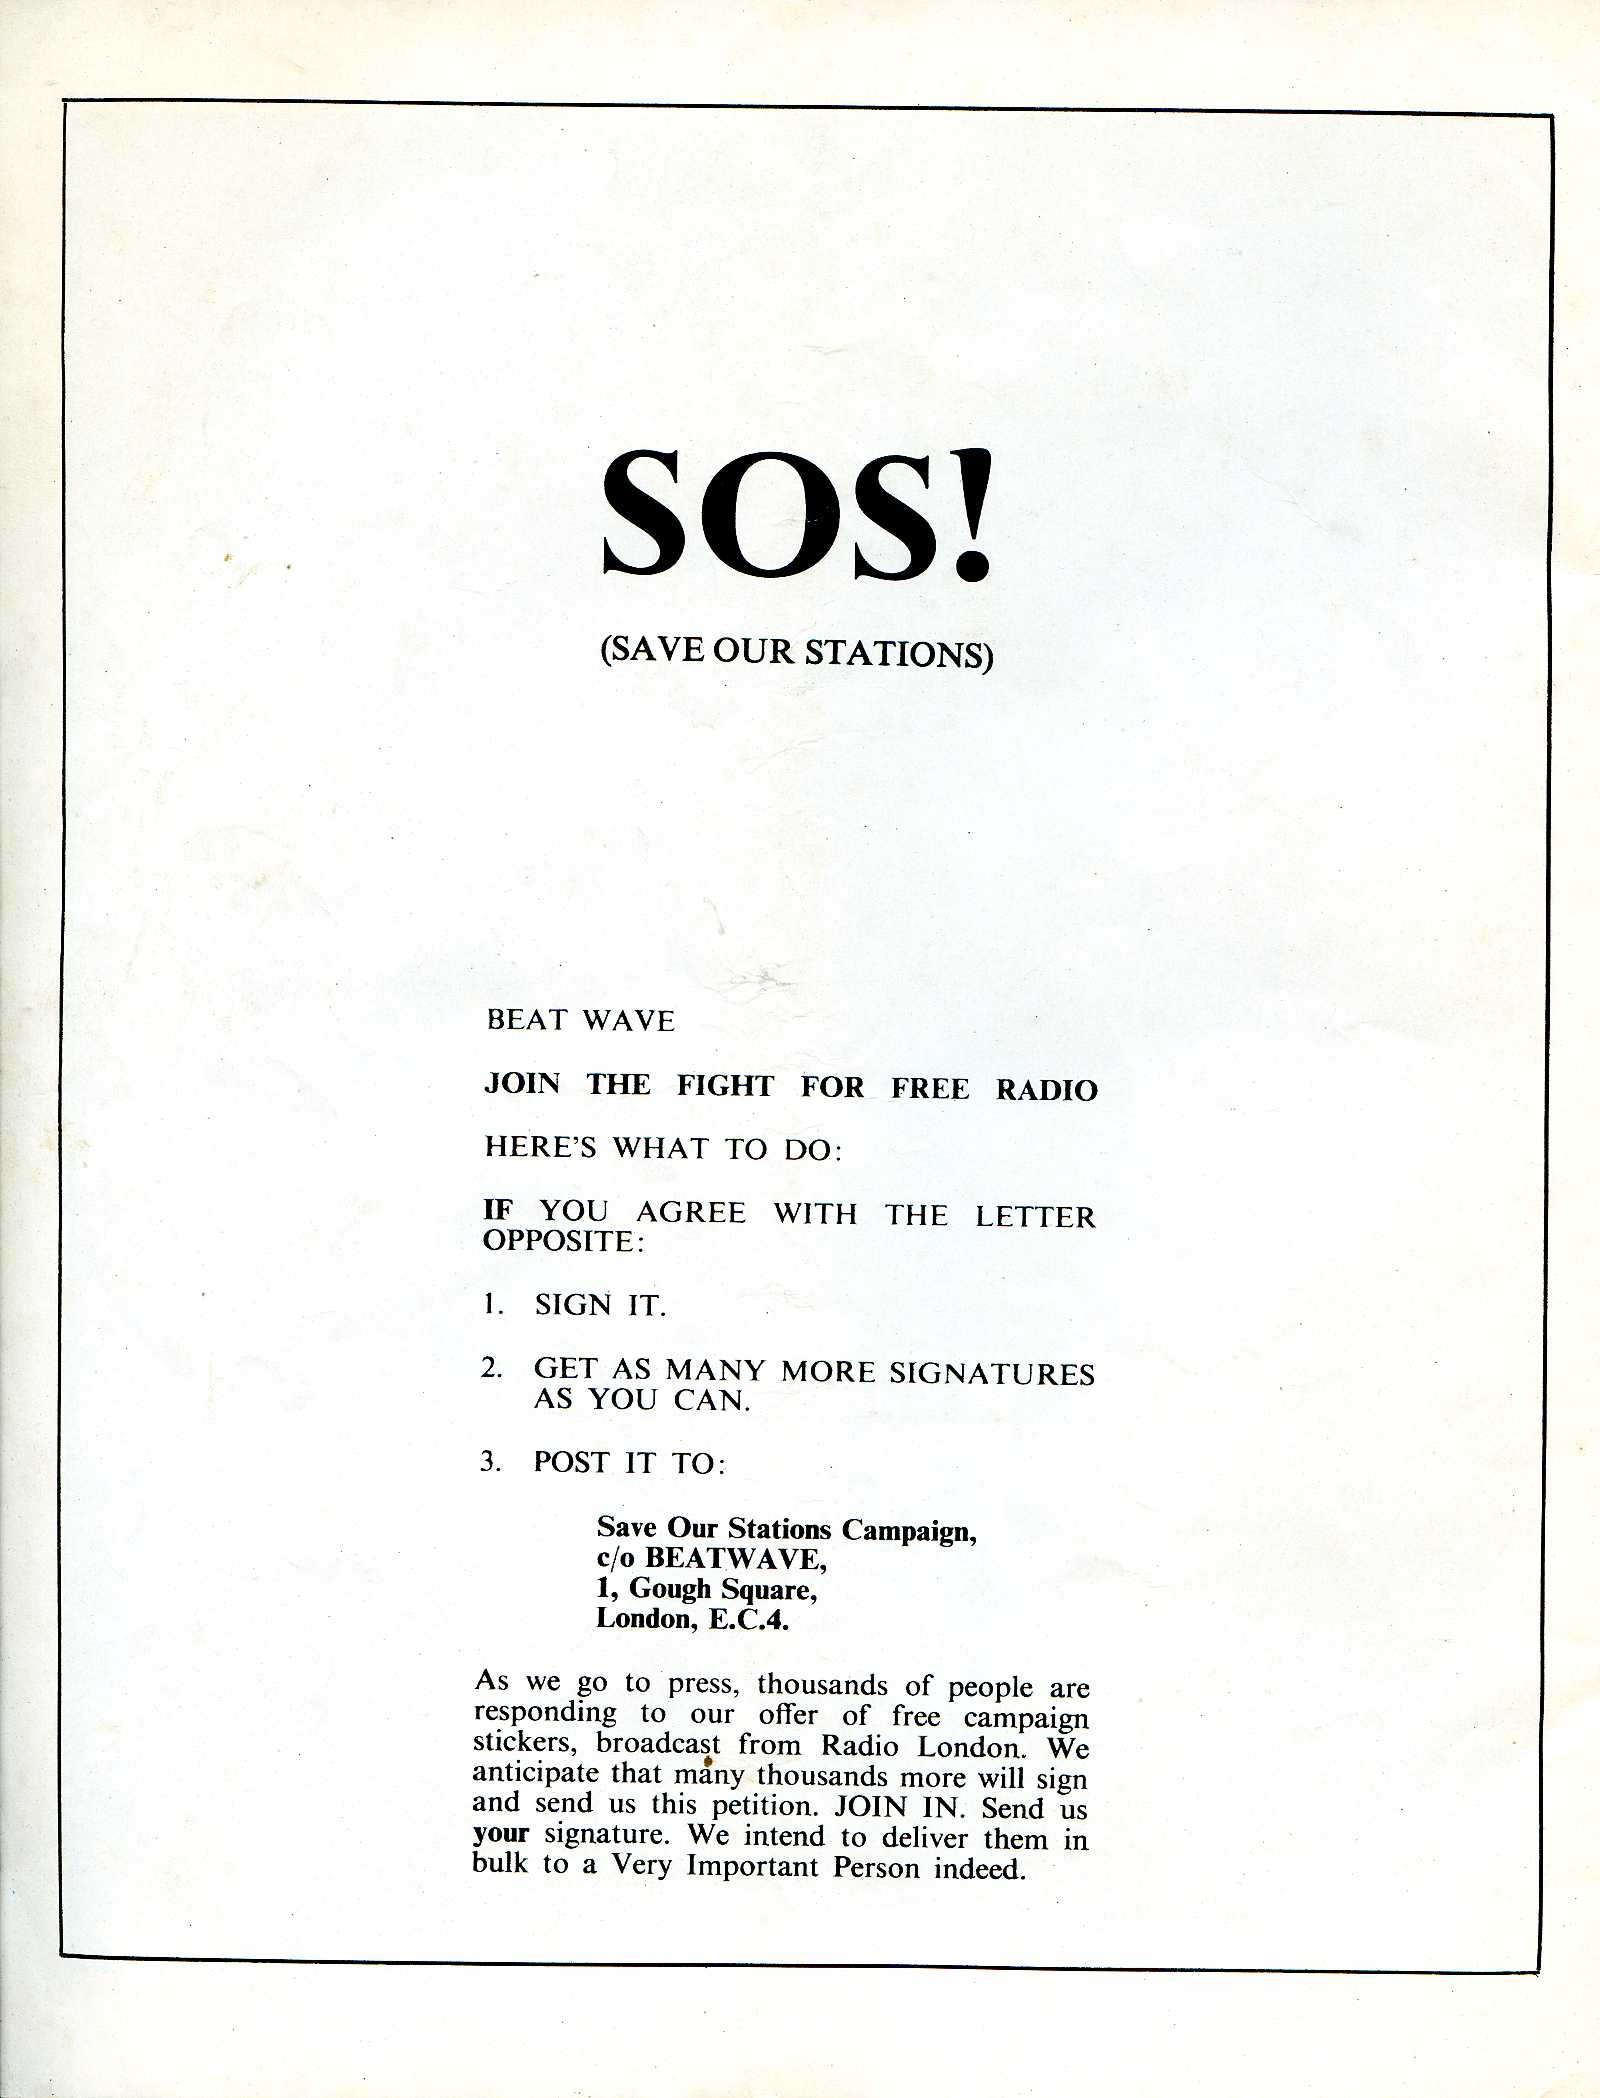 SOS!
(SAVE OUR STATIONS)
BEAT WAVE
JOIN THE FIGHT FOR FREE RADIO
HERE'S WHAT TO DO:
IF YOU AGREE WITH THE LETTER
OPPOSITE:
1. SIGN IT.
2. GET AS MANY MORE SIGNATURES
AS YOU CAN.
3. POST IT TO:
Save Our Stations Campaign,
c/o BEATWAVE,
1, Gough Square,
London, E.C.4.
As we go to press, thousands of people are
responding to our offer of free campaign
stickers, broadcast from Radio London. We
anticipate that many thousands more will sign
and send us this petition. JOIN IN. Send us
your signature. We intend to deliver them in
bulk to a Very Important Person indeed.